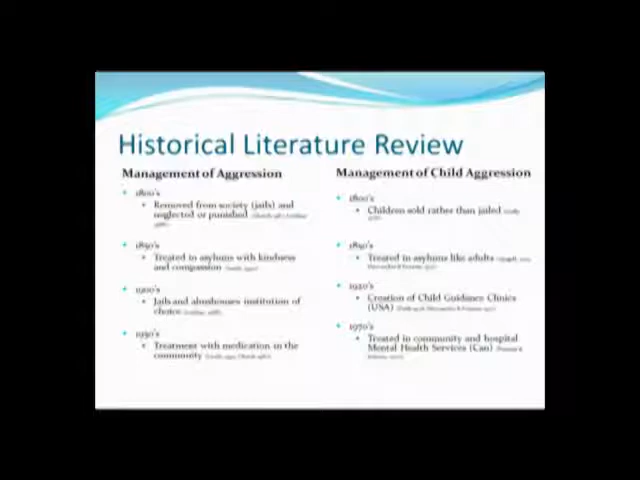 Historical Literature Review
Management of Aggression
1800's
Removed from society (jails) and
neglected or punished
1850's
Treated in asylums with kindness
and compassion
1900's
Jails and almshouses institution of
choice
1950's
Treatment with medication in the
community
Management of Child Aggression
1800's
Children sold rather than jailed
1850's
Treated in asylums like adults
1920's
Creation of Child Guidance Clinics
(USA)
1970's
Treated in community and hospital
Mental Health Services (Can)